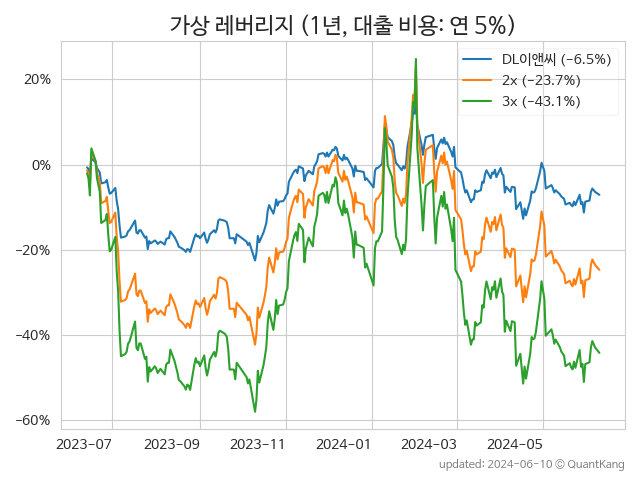 가상 레버리지 (1년, 대출 비용: 연 5%)
DL이앤씨 (−6.5%)
2x (−23.7%)
3x (−43.1%)
20%
0%
−20%
−40%
−60%
2023-07 2023-09 2023-11 2024-01 2024-03 2024-05
updated: 2024-06-10 © QuantKang